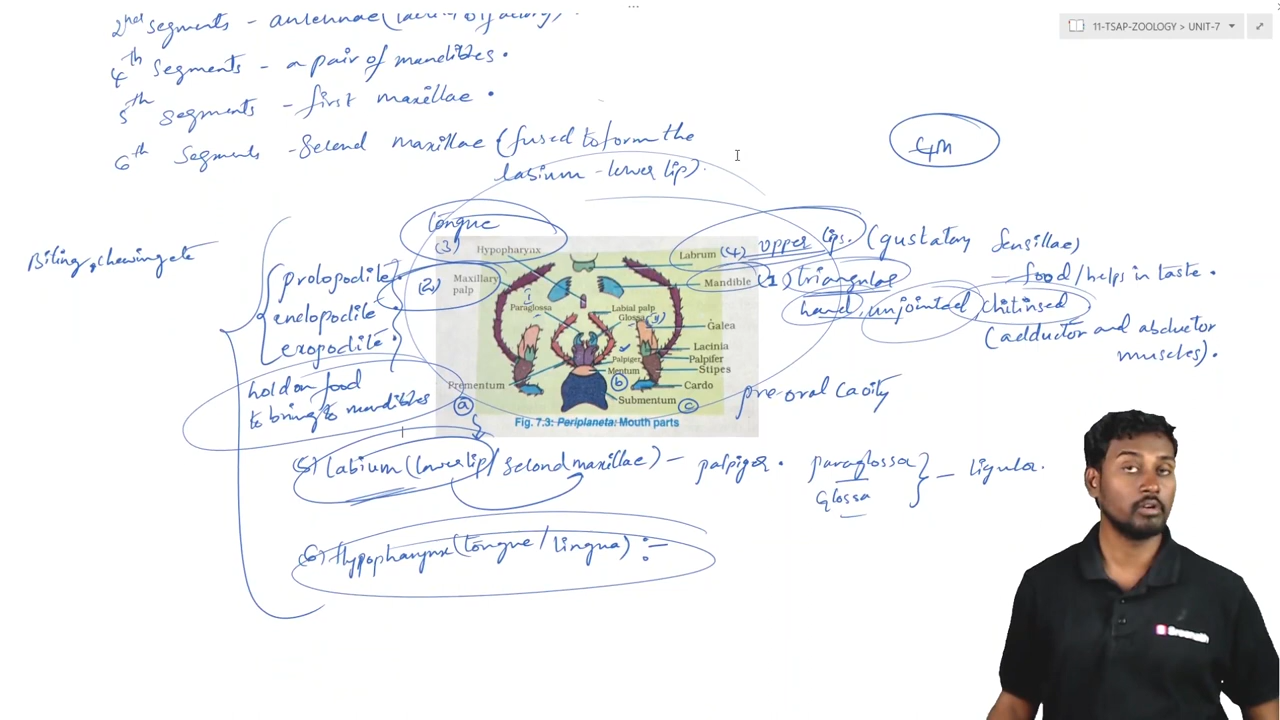 11-TSAP-ZOOLOGY > UNIT-7
2nd segments - antennae
4th segments - a pair of mandibles.
5th segments - first maxillae.
6th segments - second maxillae (fused to form the
labium - lower lip).
GM
tongue
(3)
Hypopharynx
Labrum (4) upper lips. (gustatory sensillae)
- food/helps in taste.
Biting, chewing etc
protopodite
endopodite
exopodite
(2) Maxillary
palp
Mandible (1) triangular
hard, unjointed, chitinsed
(adductor and abductor
muscles).
Paraglossa
Labial palp
Glossa
Galea
Lacinia
Palpifer
Palpiger
Stipes
Mentum
Prementum
Cardo
Submentum
(a)
(b)
(c)
Fig. 7.3: Periplaneta: Mouth parts
hold on food
to bring to mandibles
pre-oral cavity
(5) Labium (lower lip / second maxillae) - palpiger. paraglossa
Glossa
- ligula.
(6) Hypopharynx (tongue / lingua) :-